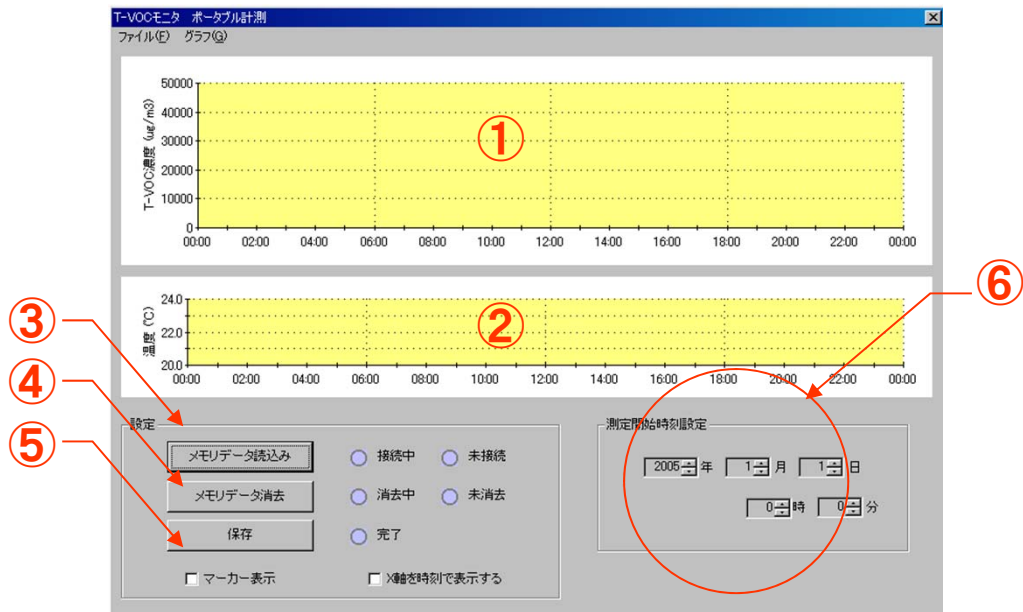 T-VOCモニタ ポータブル計測
ファイル(F) グラフ(G)
T-VOC濃度 (ug/m3)
50000
40000
30000
20000
10000
0
①
00:00 02:00 04:00 06:00 08:00 10:00 12:00 14:00 16:00 18:00 20:00 22:00 00:00
⑥
温度 (℃)
24.0
22.0
20.0
②
00:00 02:00 04:00 06:00 08:00 10:00 12:00 14:00 16:00 18:00 20:00 22:00 00:00
③
④
⑤
設定
メモリデータ読込み 接続中 未接続
メモリデータ消去 消去中 未消去
保存 完了
マーカー表示 X軸を時刻で表示する
測定開始時刻設定
2005 年 1 月 1 日
0 時 0 分